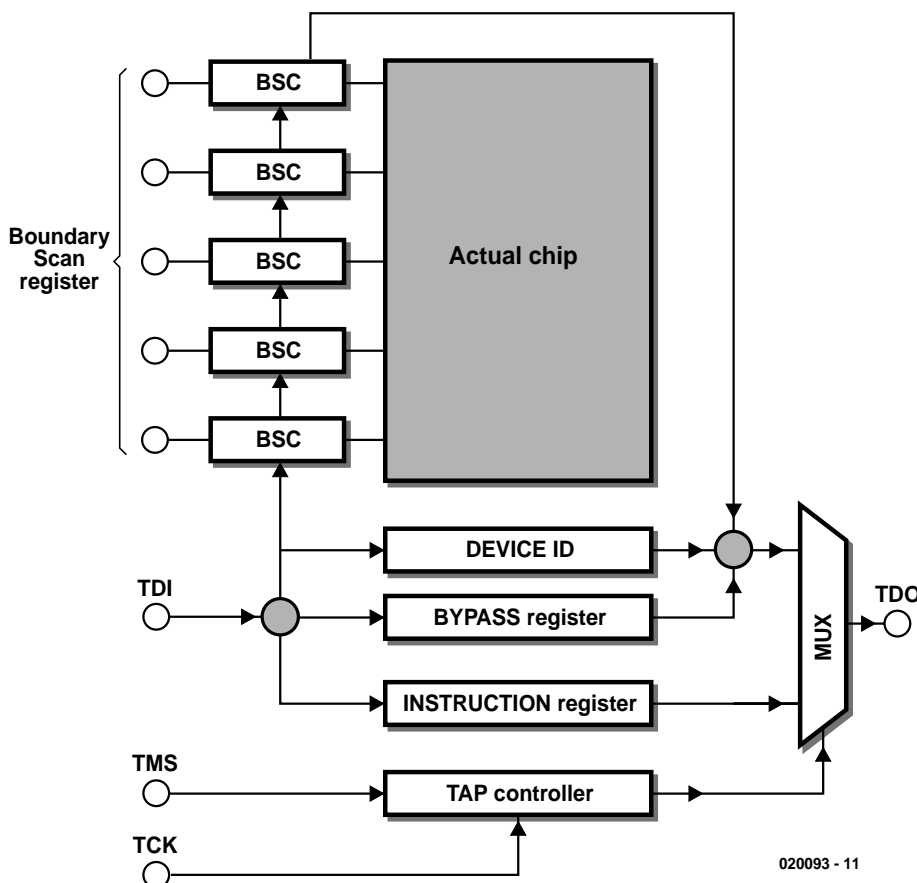 BSC
BSC
BSC
BSC
BSC
Boundary
Scan
register
Actual chip
DEVICE ID
TDI
BYPASS register
TDO
MUX
INSTRUCTION register
TMS
TAP controller
TCK
020093 - 11